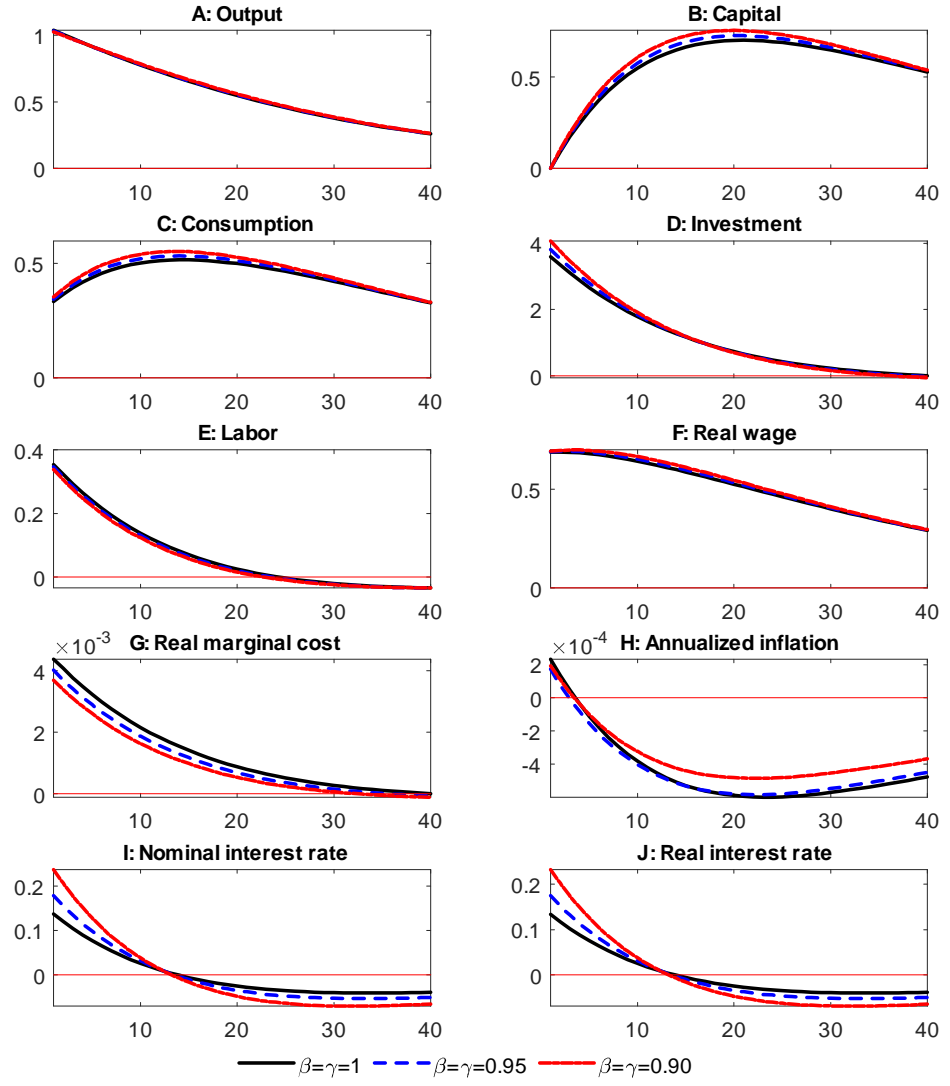 A: Output
1
0.5
0
10 20 30 40
B: Capital
0.5
0
10 20 30 40
C: Consumption
0.5
0
10 20 30 40
D: Investment
4
2
0
10 20 30 40
E: Labor
0.4
0.2
0
10 20 30 40
F: Real wage
0.5
0
10 20 30 40
×10⁻³ G: Real marginal cost
4
2
0
10 20 30 40
×10⁻⁴ H: Annualized inflation
2
0
-2
-4
10 20 30 40
I: Nominal interest rate
0.2
0.1
0
10 20 30 40
J: Real interest rate
0.2
0.1
0
10 20 30 40
β=γ=1 β=γ=0.95 β=γ=0.90